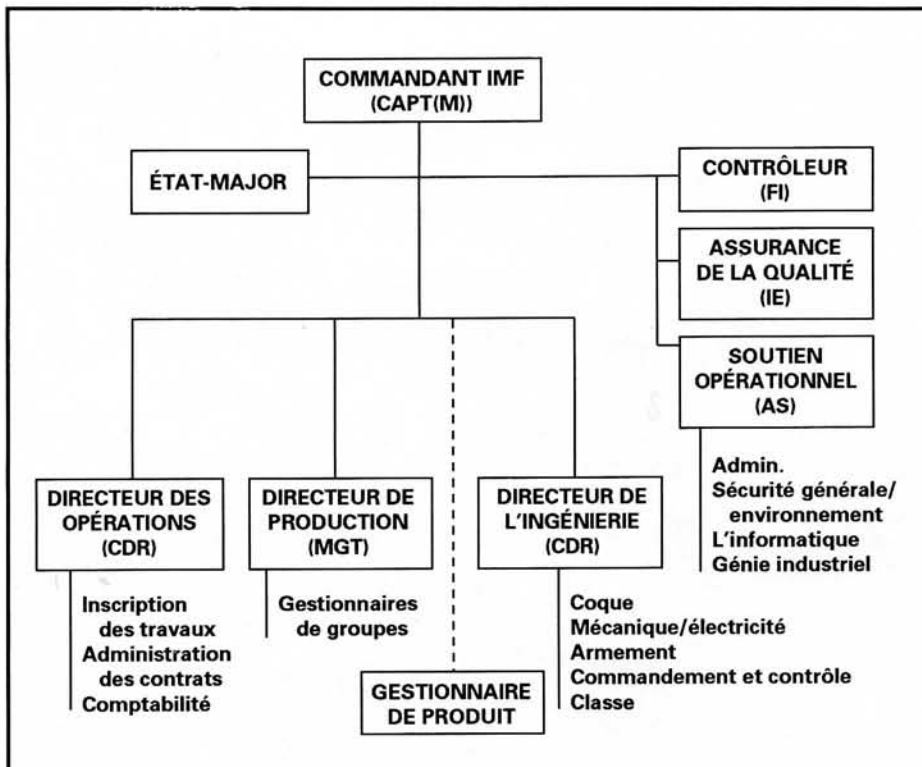 COMMANDANT IMF
(CAPT(M))
ÉTAT-MAJOR
CONTRÔLEUR
(FI)
ASSURANCE
DE LA QUALITÉ
(IE)
SOUTIEN
OPÉRATIONNEL
(AS)
Admin.
Sécurité générale/
environnement
L'informatique
Génie industriel
DIRECTEUR DES
OPÉRATIONS
(CDR)
Inscription
des travaux
Administration
des contrats
Comptabilité
DIRECTEUR DE
PRODUCTION
(MGT)
Gestionnaires
de groupes
DIRECTEUR DE
L'INGÉNIERIE
(CDR)
Coque
Mécanique/électricité
Armement
Commandement et contrôle
Classe
GESTIONNAIRE
DE PRODUIT